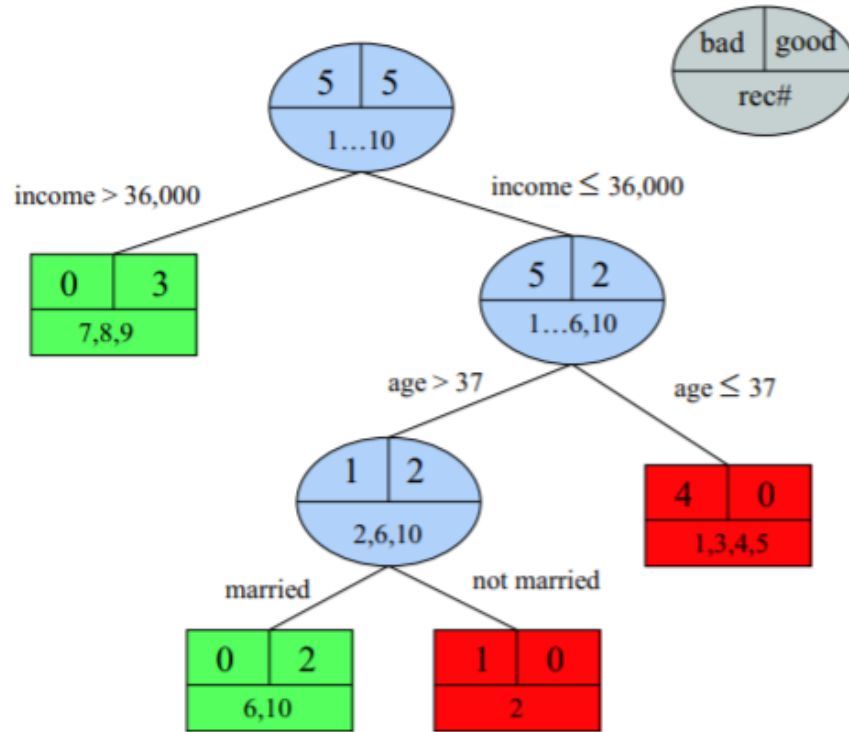 bad good
rec#
5 5
1...10
income > 36,000
income ≤ 36,000
0 3
7,8,9
5 2
1...6,10
age > 37
age ≤ 37
1 2
2,6,10
4 0
1,3,4,5
married
not married
0 2
6,10
1 0
2